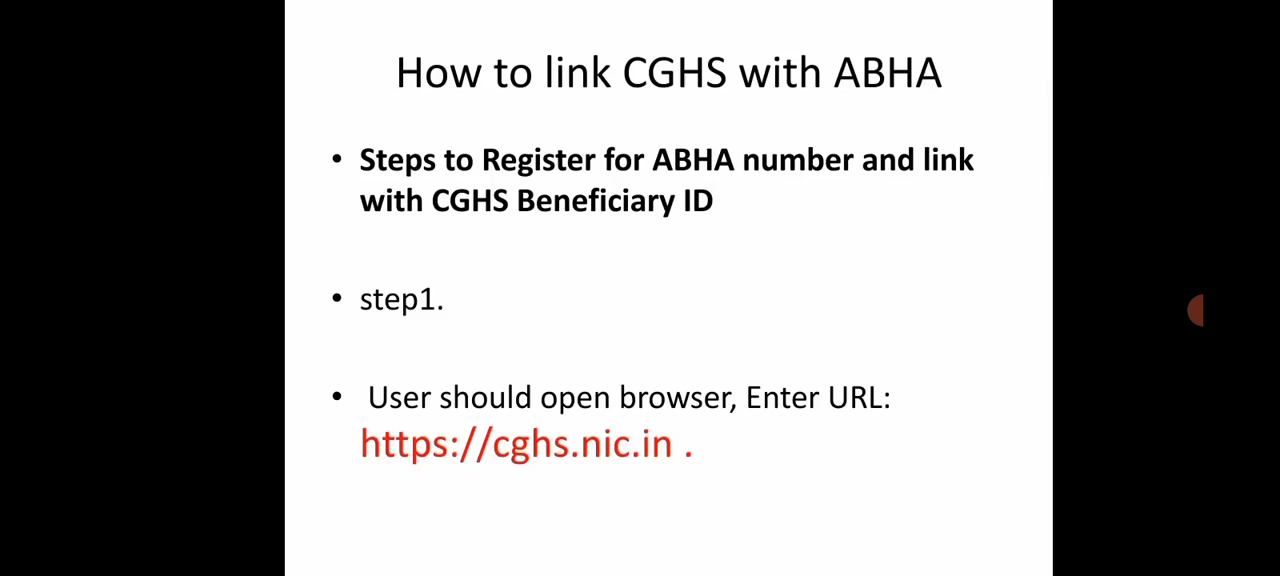 How to link CGHS with ABHA
• Steps to Register for ABHA number and link
with CGHS Beneficiary ID
• step1.
• User should open browser, Enter URL:
https://cghs.nic.in .